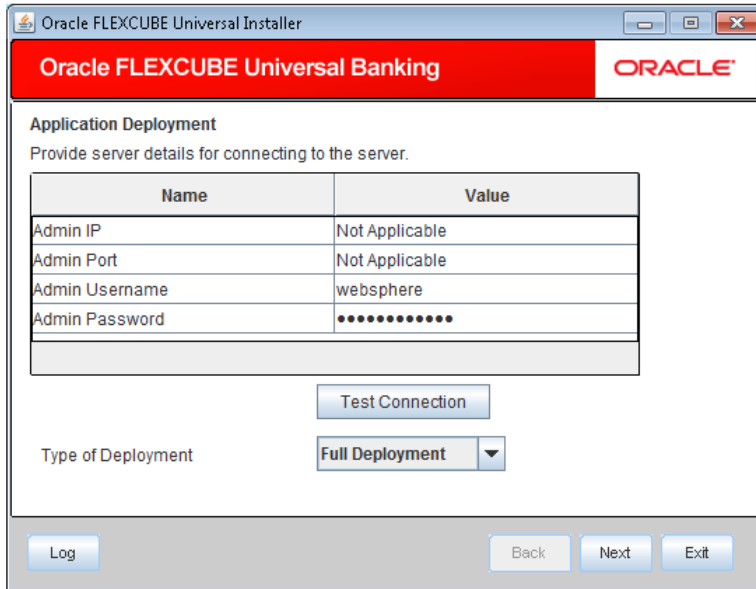 Oracle FLEXCUBE Universal Installer
Oracle FLEXCUBE Universal Banking
ORACLE
Application Deployment
Provide server details for connecting to the server.
Name Value
Admin IP Not Applicable
Admin Port Not Applicable
Admin Username websphere
Admin Password ●●●●●●●●●●●●
Test Connection
Type of Deployment Full Deployment
Log Back Next Exit